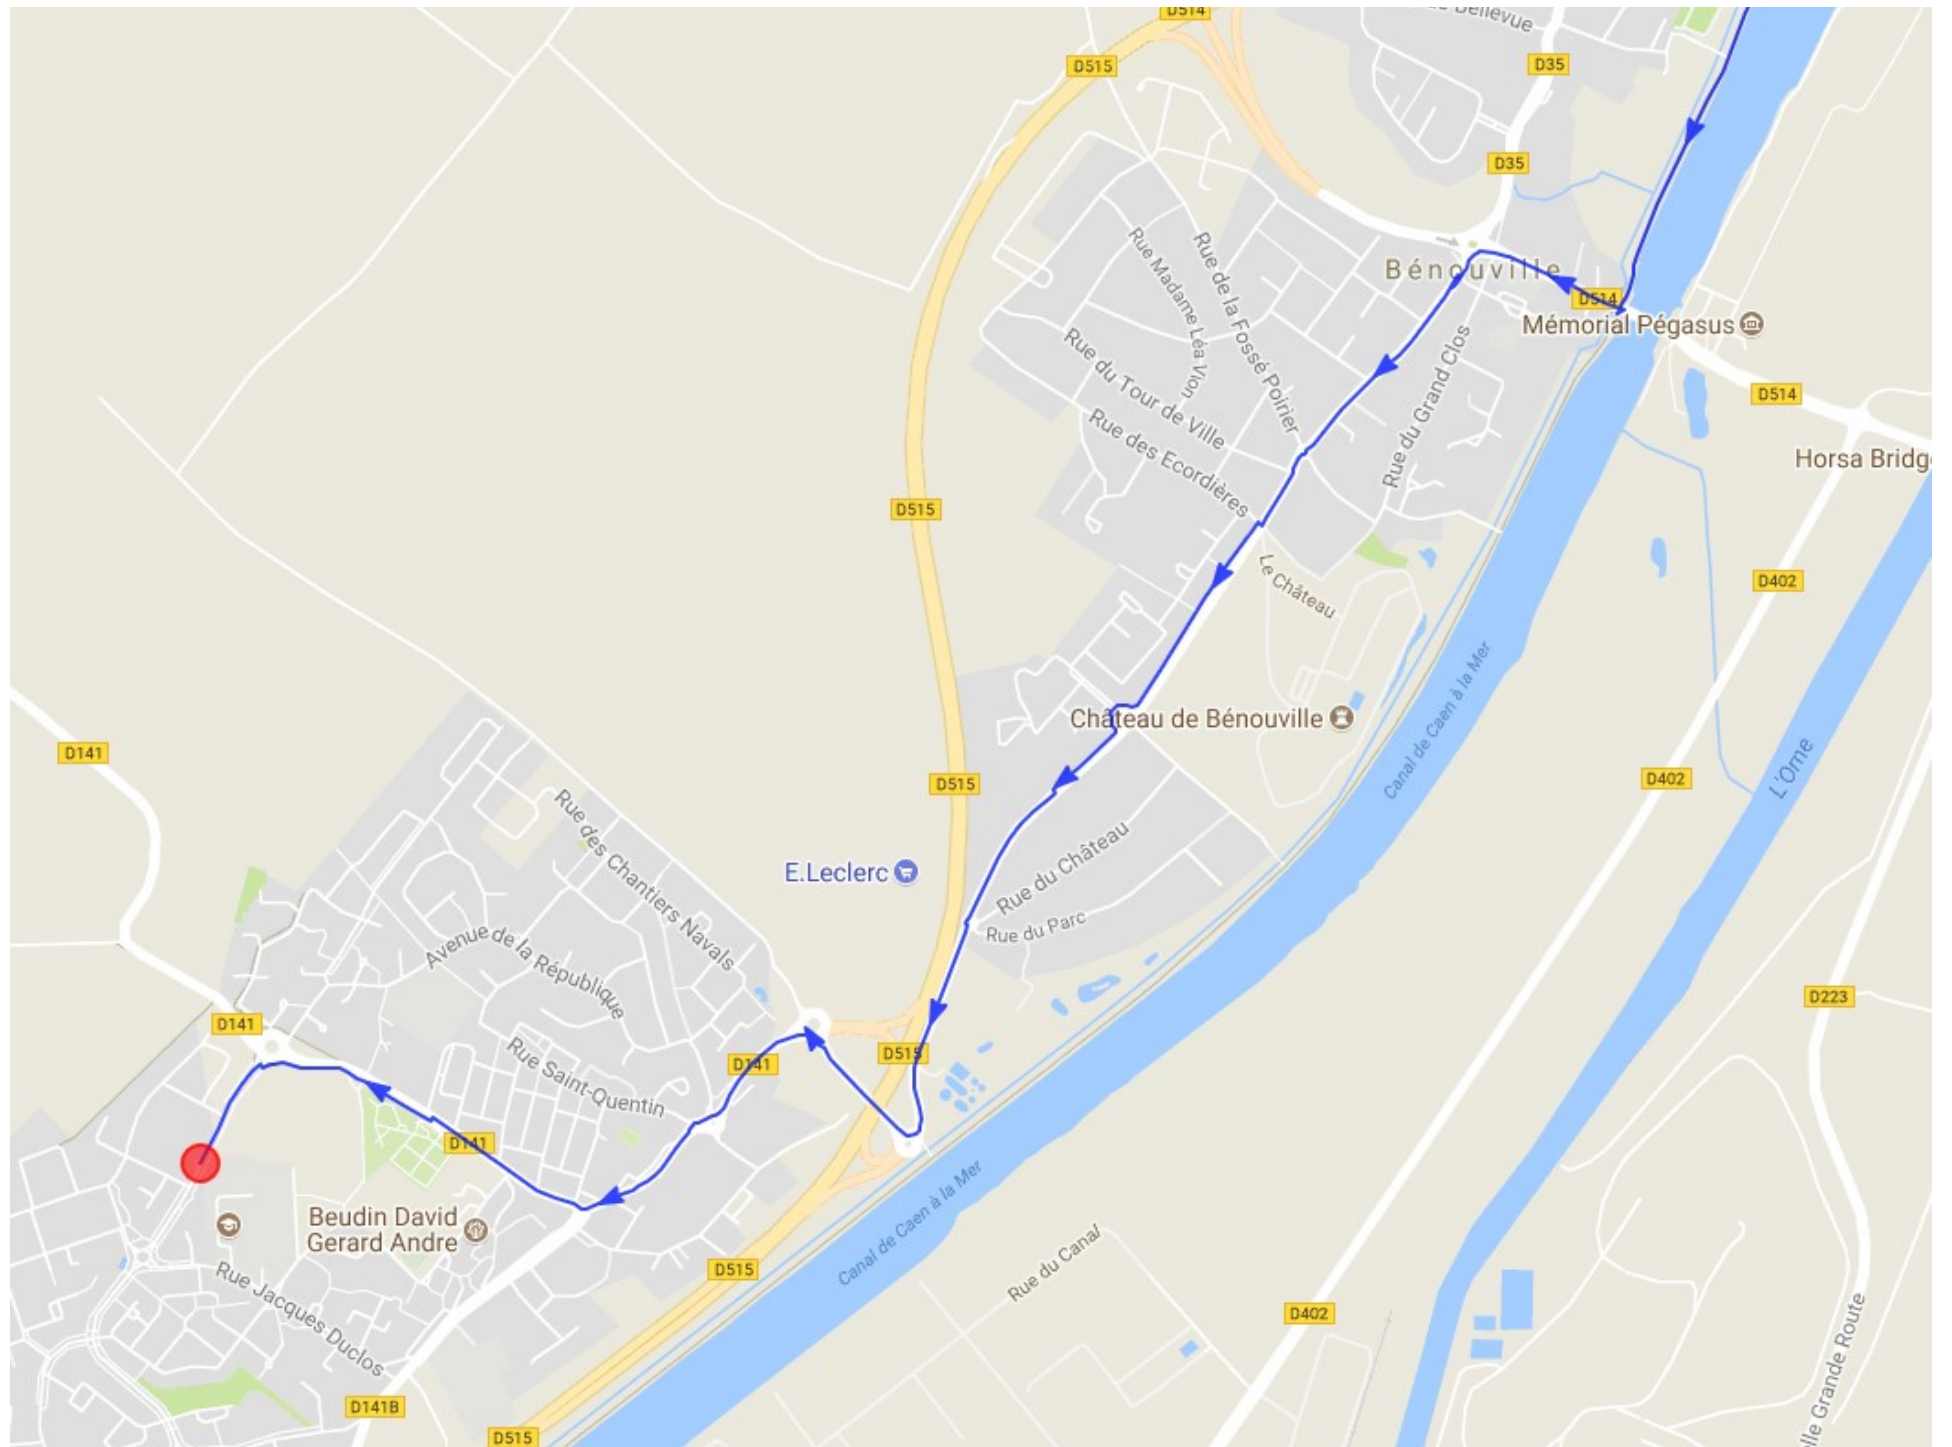 D514
Bellevue
D515
D35
D35
Bénouville
D514
Mémorial Pégasus
D514
Rue Madame Léa Vion
Rue de la Fossé Poirier
Rue du Tour de Ville
Rue des Ecordières
Rue du Grand Clos
Horsa Bridg
D515
Le Château
D402
Canal de Caen à la Mer
Château de Bénouville
D141
D515
D402
L'Orne
Rue des Chantiers Navals
E.Leclerc
Rue du Château
Rue du Parc
Avenue de la République
D141
D223
D515
D141
Rue Saint-Quentin
D141
Canal de Caen à la Mer
Beudin David
Gerard Andre
Rue du Canal
D515
Rue Jacques Duclos
D402
lle Grande Route
D141B
D515